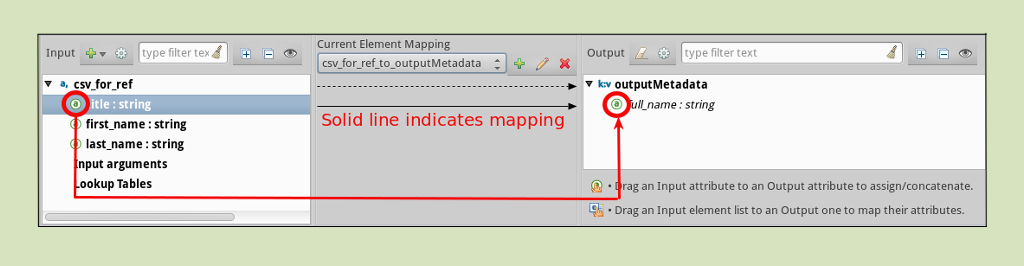 Input
type filter tex
csv_for_ref
title : string
first_name : string
last_name : string
Input arguments
Lookup Tables
Current Element Mapping
csv_for_ref_to_outputMetadata
Solid line indicates mapping
Output
type filter text
outputMetadata
full_name : string
• Drag an Input attribute to an Output attribute to assign/concatenate.
• Drag an Input element list to an Output one to map their attributes.